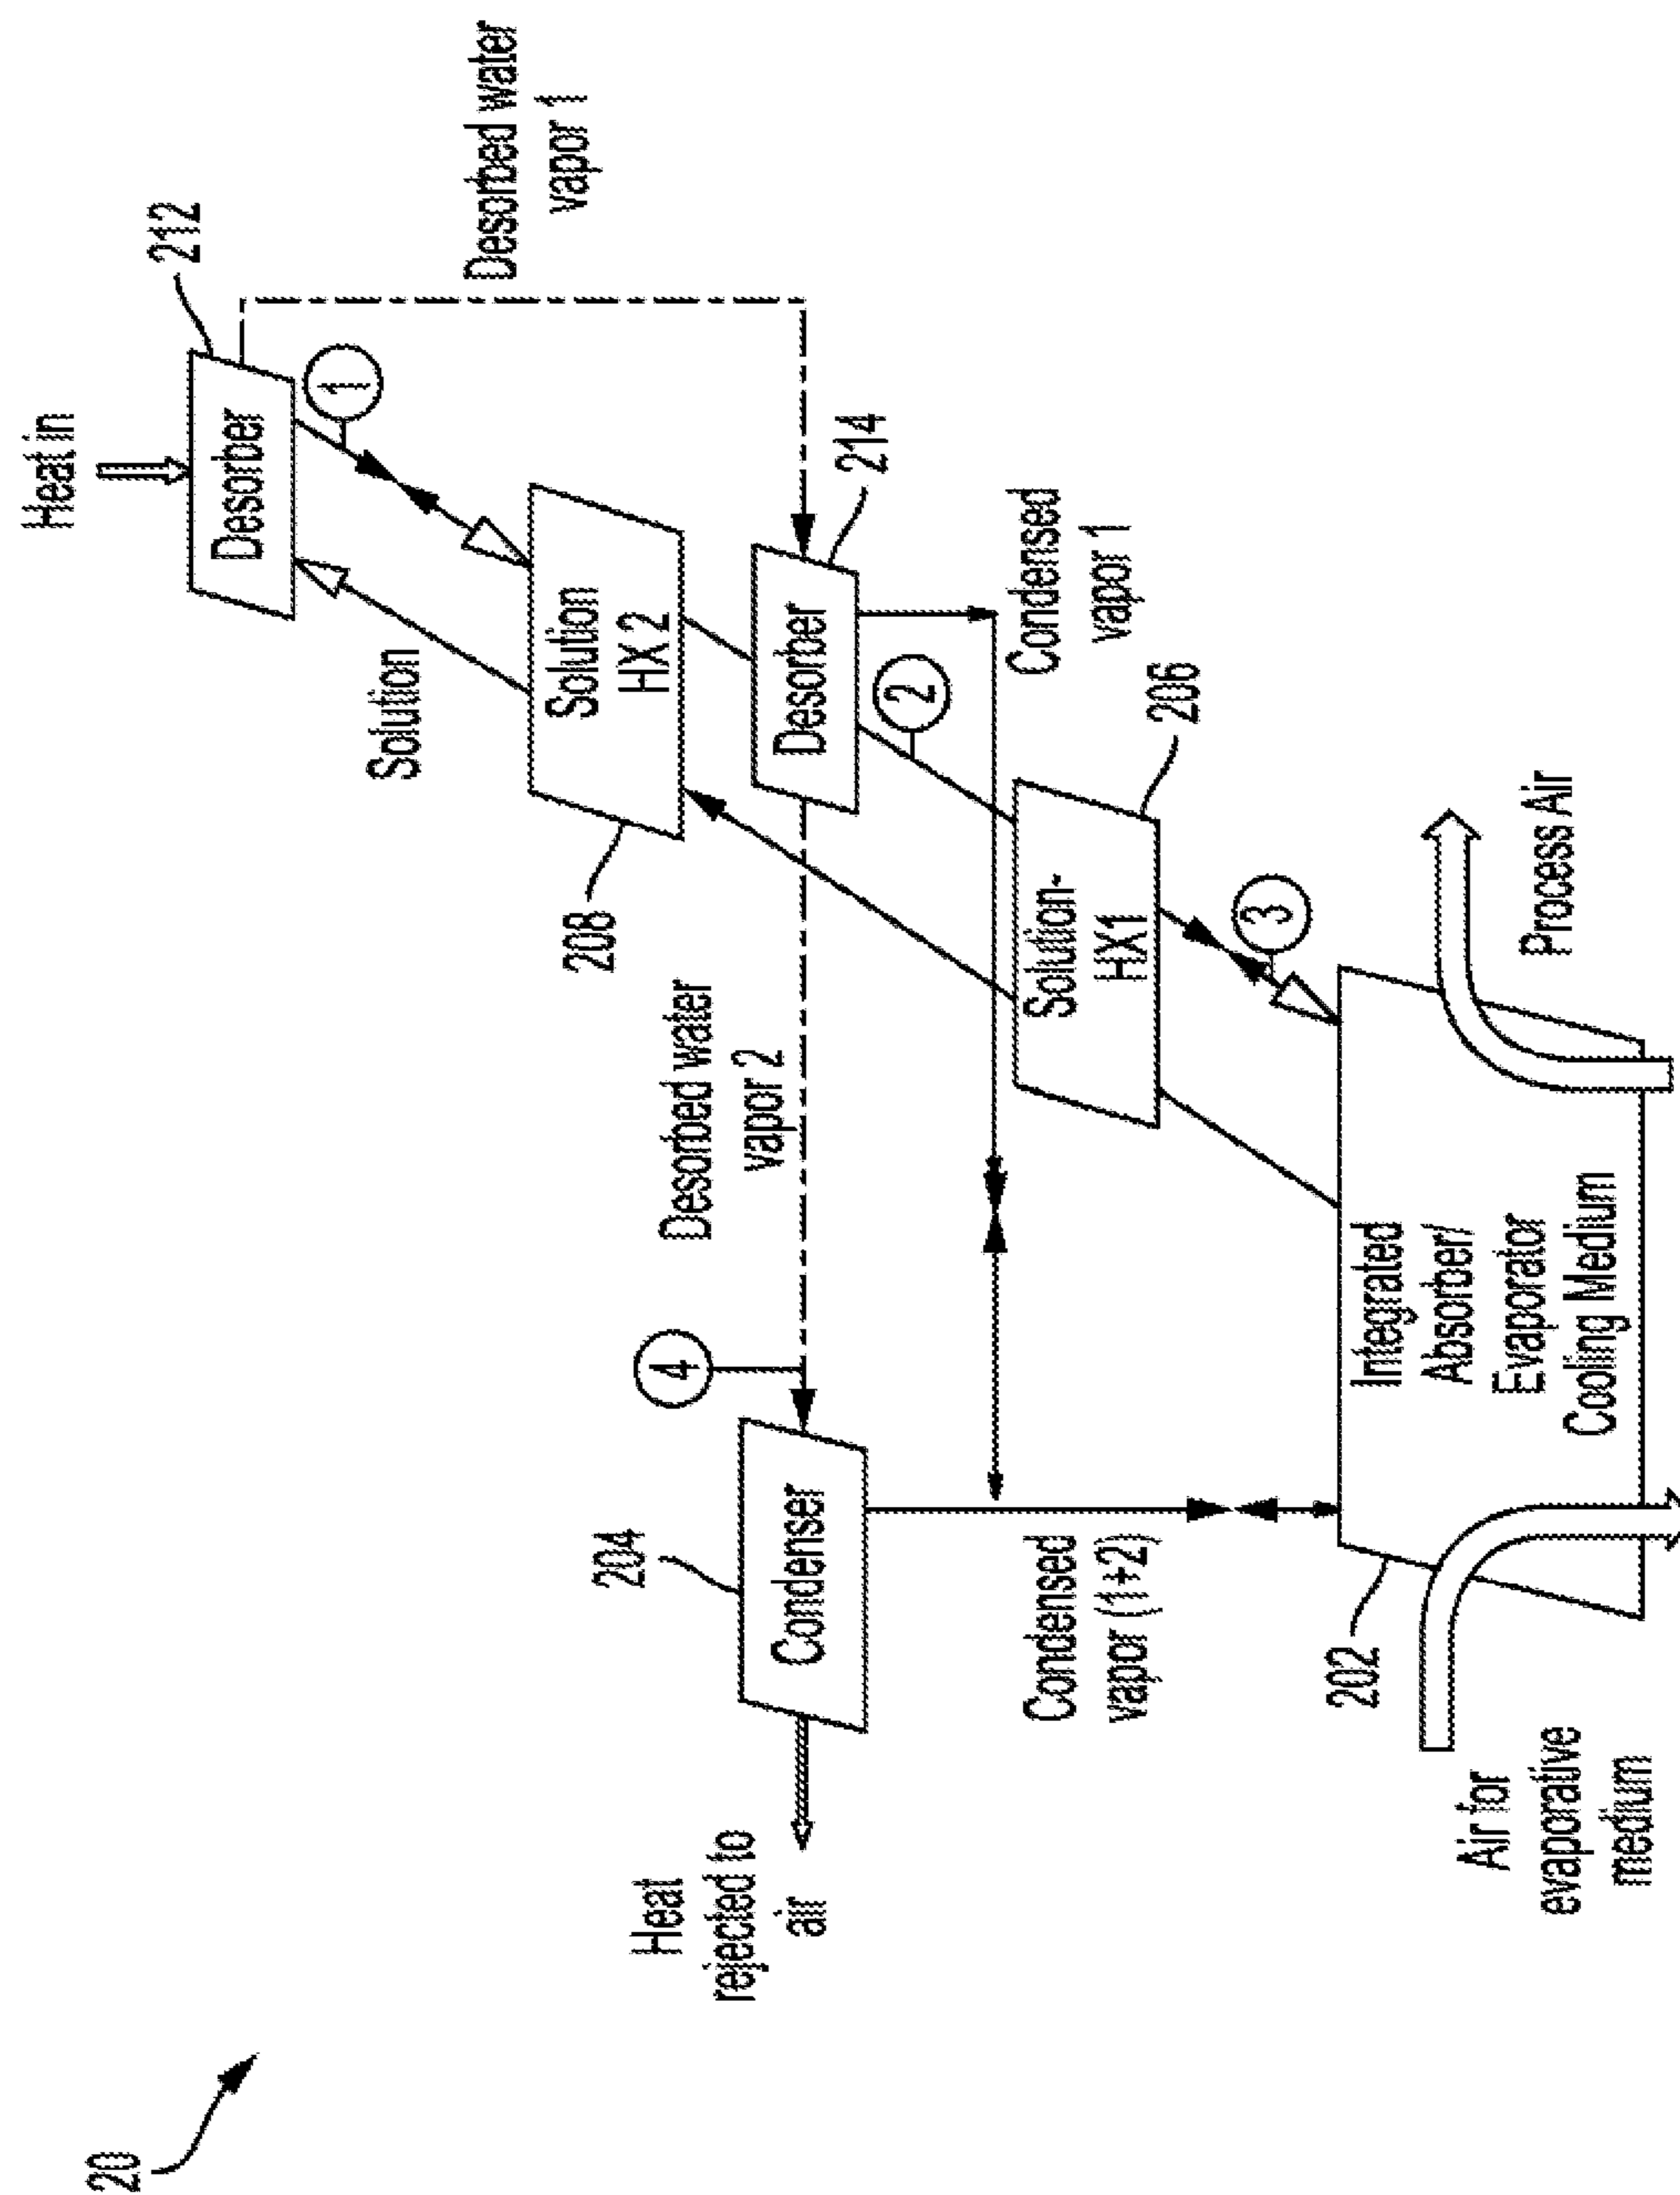 20
Heat in
212
Desorber
1
Desorbed water
vapor 1
Solution
Solution
HX 2
208
Desorber
214
2
Desorbed water
vapor 2
4
204
Condenser
Heat
rejected to
air
Condensed
vapor 1
Solution-
HX1
206
3
Condensed
vapor (1+2)
202
Integrated
Absorber/
Evaporator
Cooling Medium
Air for
evaporative
medium
Process Air